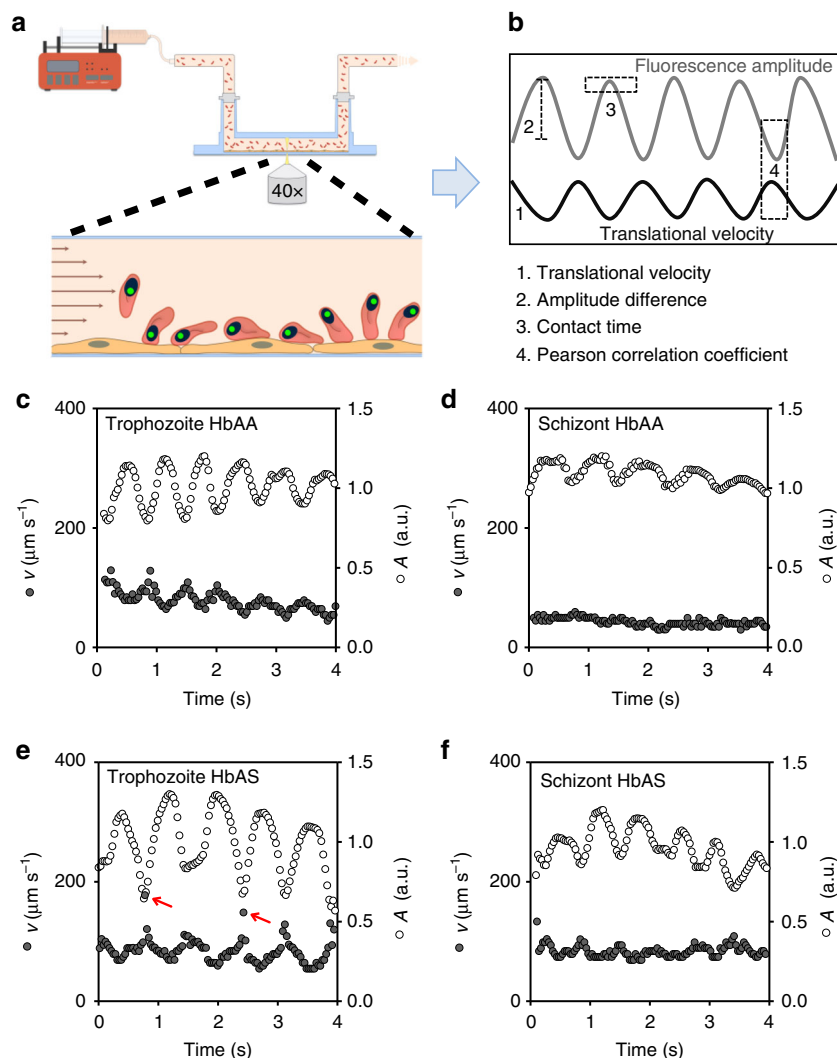 a
40×
b
Fluorescence amplitude
2
3
4
1
Translational velocity
1. Translational velocity
2. Amplitude difference
3. Contact time
4. Pearson correlation coefficient
c
Trophozoite HbAA
400
200
0
1.5
1.0
0.5
0.0
v (μm s⁻¹)
A (a.u.)
0 1 2 3 4
Time (s)
d
Schizont HbAA
400
200
0
1.5
1.0
0.5
0.0
v (μm s⁻¹)
A (a.u.)
0 1 2 3 4
Time (s)
e
Trophozoite HbAS
400
200
0
1.5
1.0
0.5
0.0
v (μm s⁻¹)
A (a.u.)
0 1 2 3 4
Time (s)
f
Schizont HbAS
400
200
0
1.5
1.0
0.5
0.0
v (μm s⁻¹)
A (a.u.)
0 1 2 3 4
Time (s)